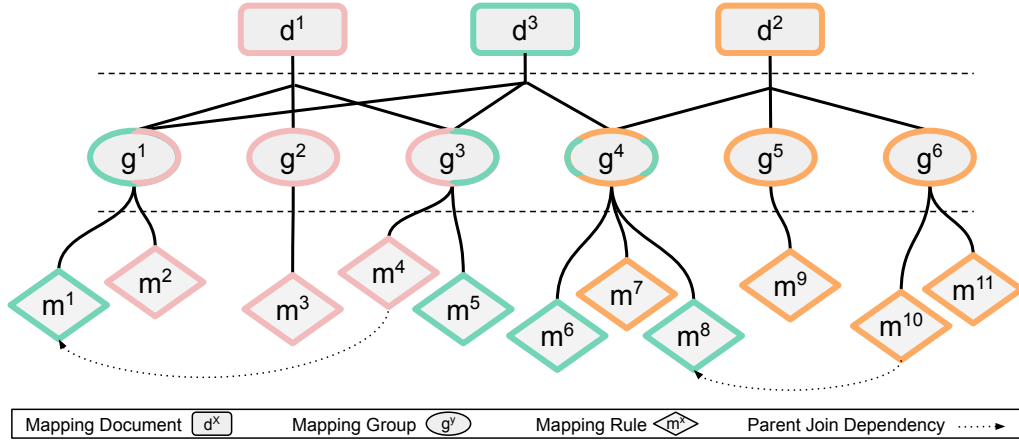 d¹ d³ d²
g¹ g² g³ g⁴ g⁵ g⁶
m¹ m² m³ m⁴ m⁵ m⁶ m⁷ m⁸ m⁹ m¹⁰ m¹¹
Mapping Document dˣ Mapping Group gʸ Mapping Rule mˣ Parent Join Dependency